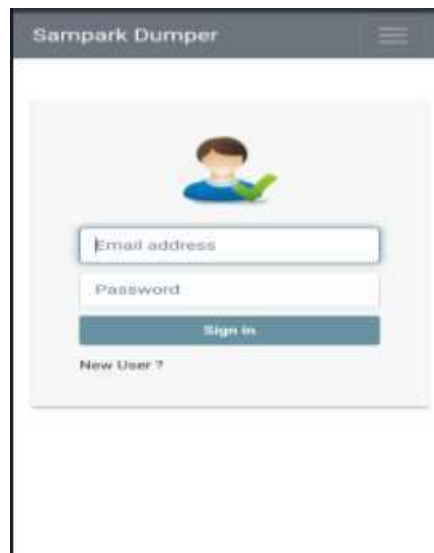 Sampark Dumper
Email address
Password
Sign in
New User ?